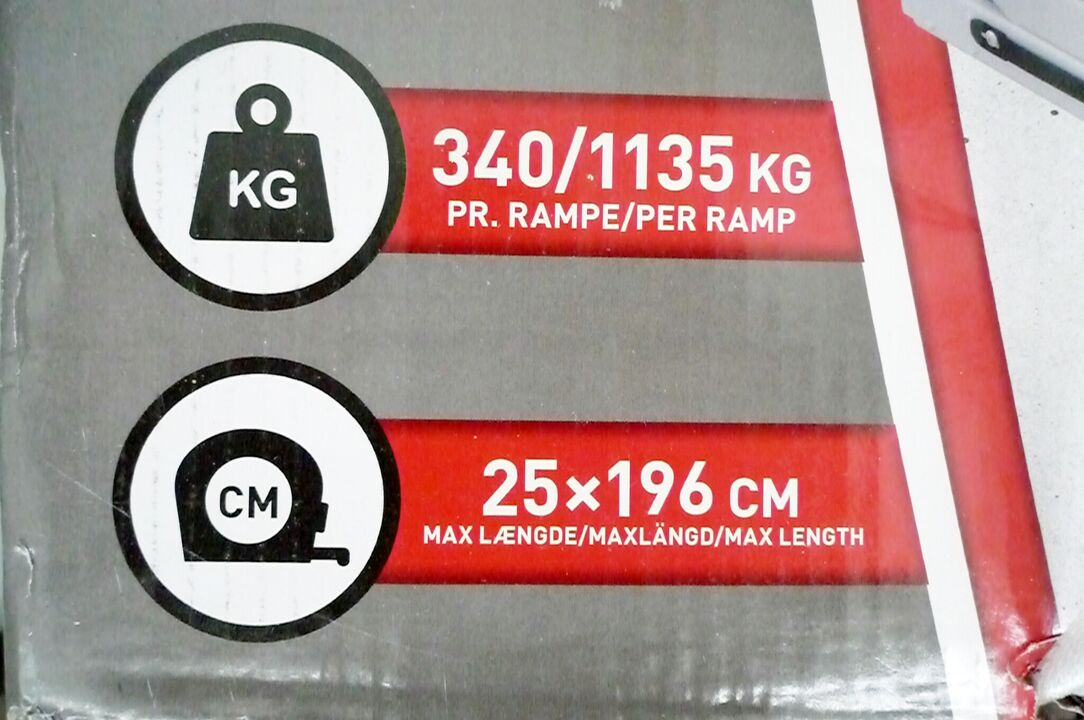 KG
340/1135 KG
PR. RAMPE/PER RAMP
CM
25×196 CM
MAX LÆNGDE/MAXLÄNGD/MAX LENGTH